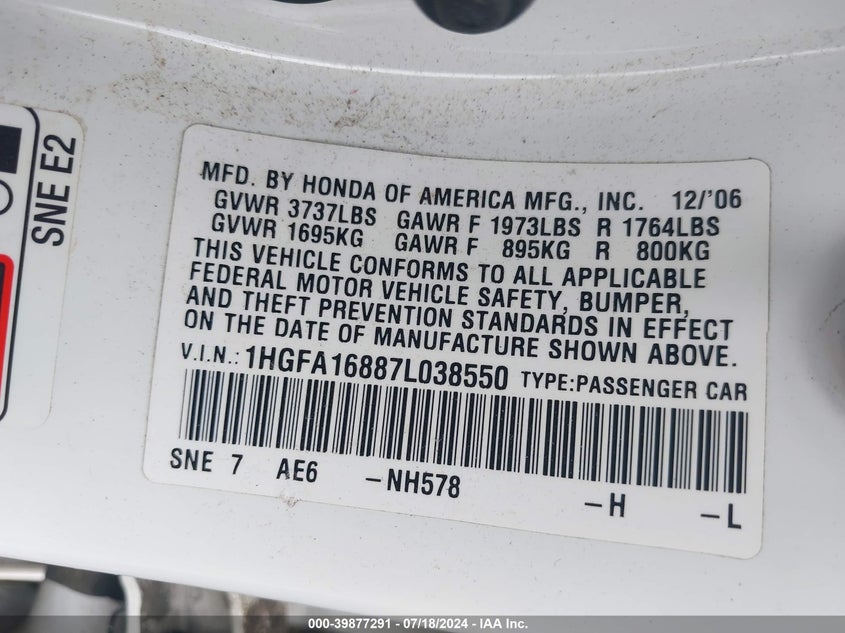 SNE E2
MFD. BY HONDA OF AMERICA MFG., INC. 12/'06
GVWR 3737LBS GAWR F 1973LBS R 1764LBS
GVWR 1695KG GAWR F 895KG R 800KG
THIS VEHICLE CONFORMS TO ALL APPLICABLE
FEDERAL MOTOR VEHICLE SAFETY, BUMPER,
AND THEFT PREVENTION STANDARDS IN EFFECT
ON THE DATE OF MANUFACTURE SHOWN ABOVE.
V.I.N.: 1HGFA16887L038550 TYPE:PASSENGER CAR
SNE 7 AE6 -NH578 -H -L
000-39877291 - 07/18/2024 - IAA Inc.